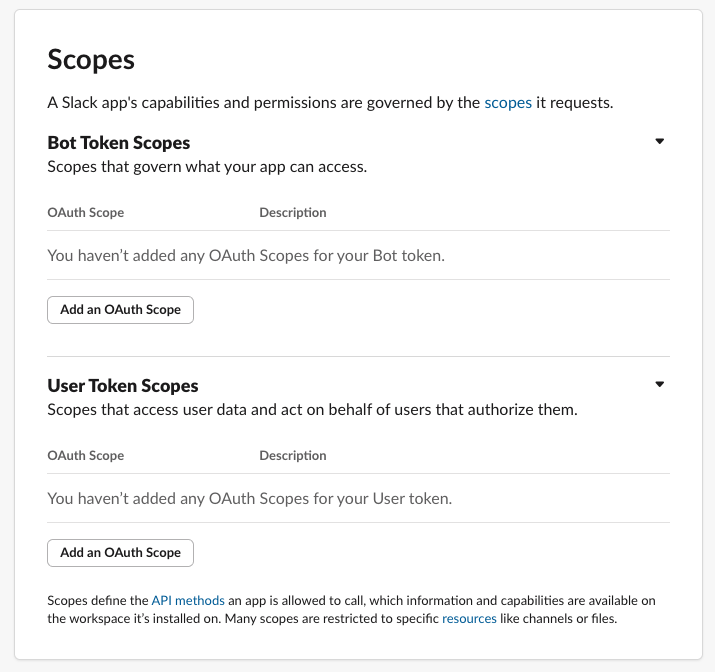 Scopes
A Slack app's capabilities and permissions are governed by the scopes it requests.
Bot Token Scopes
Scopes that govern what your app can access.
OAuth Scope Description
You haven’t added any OAuth Scopes for your Bot token.
Add an OAuth Scope
User Token Scopes
Scopes that access user data and act on behalf of users that authorize them.
OAuth Scope Description
You haven’t added any OAuth Scopes for your User token.
Add an OAuth Scope
Scopes define the API methods an app is allowed to call, which information and capabilities are available on
the workspace it’s installed on. Many scopes are restricted to specific resources like channels or files.